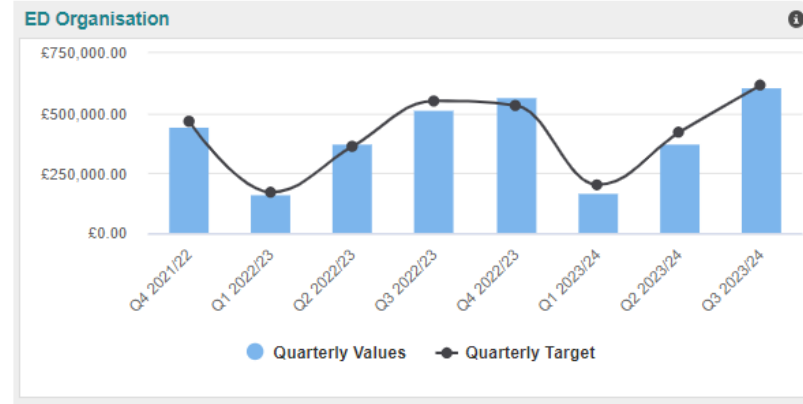 ED Organisation
£750,000.00
£500,000.00
£250,000.00
£0.00
Q4 2021/22
Q1 2022/23
Q2 2022/23
Q3 2022/23
Q4 2022/23
Q1 2023/24
Q2 2023/24
Q3 2023/24
Quarterly Values
Quarterly Target